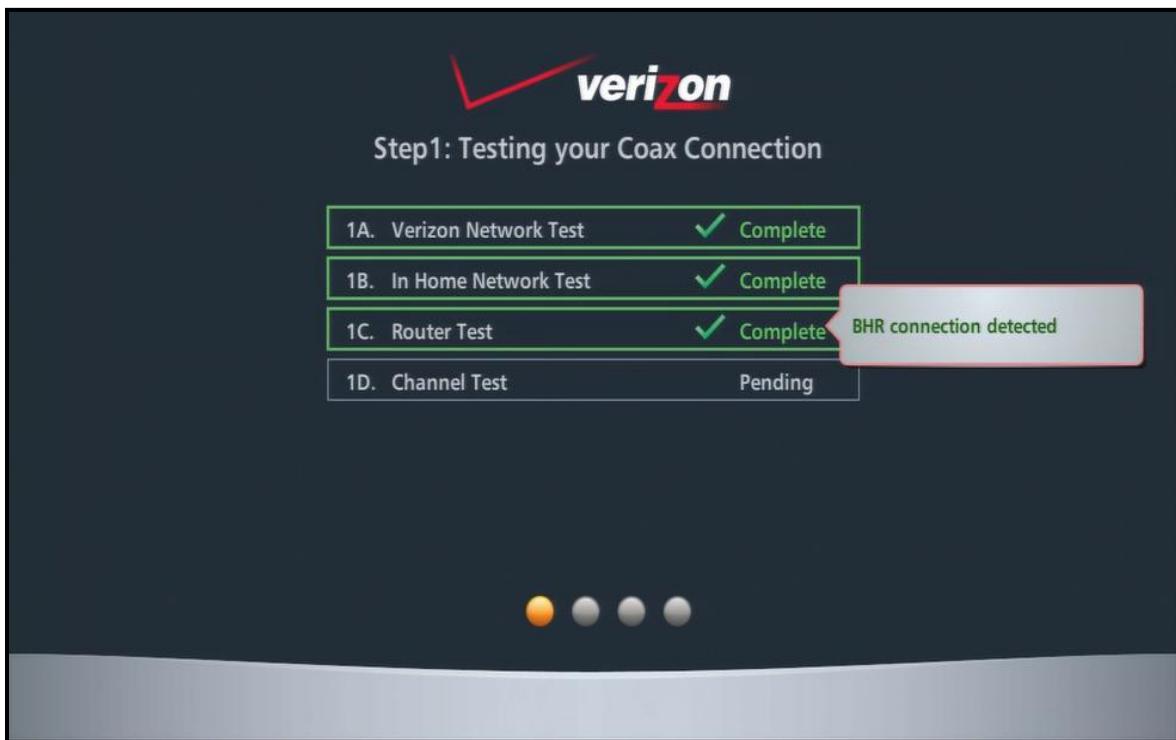 verizon
Step1: Testing your Coax Connection
1A. Verizon Network Test Complete
1B. In Home Network Test Complete
1C. Router Test Complete
BHR connection detected
1D. Channel Test Pending